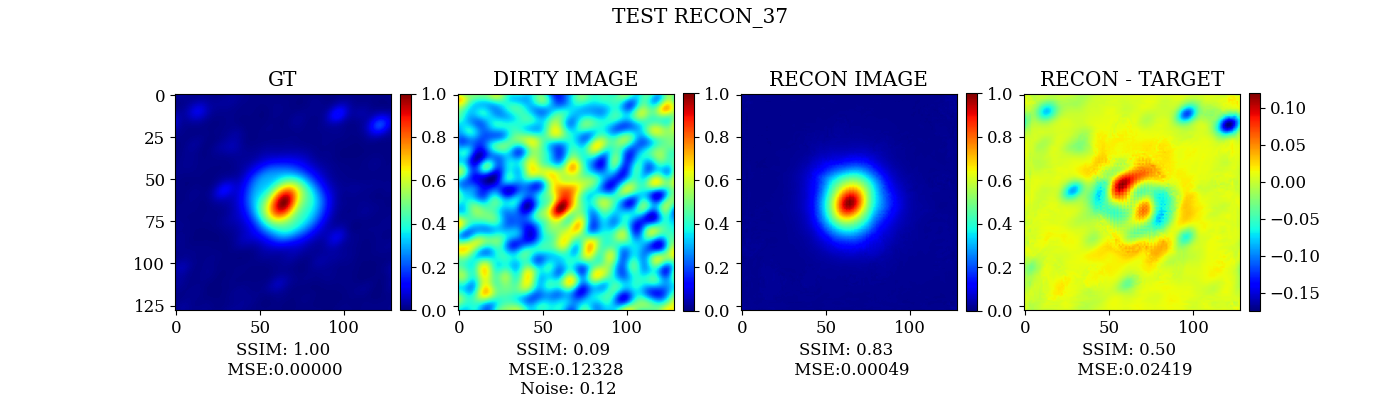 TEST RECON_37
GT
DIRTY IMAGE
RECON IMAGE
RECON - TARGET
0
25
50
75
100
125
0 50 100
1.0
0.8
0.6
0.4
0.2
0.0
0 50 100
1.0
0.8
0.6
0.4
0.2
0.0
0 50 100
1.0
0.8
0.6
0.4
0.2
0.0
0 50 100
0.10
0.05
0.00
−0.05
−0.10
−0.15
SSIM: 1.00
MSE:0.00000
SSIM: 0.09
MSE:0.12328
Noise: 0.12
SSIM: 0.83
MSE:0.00049
SSIM: 0.50
MSE:0.02419